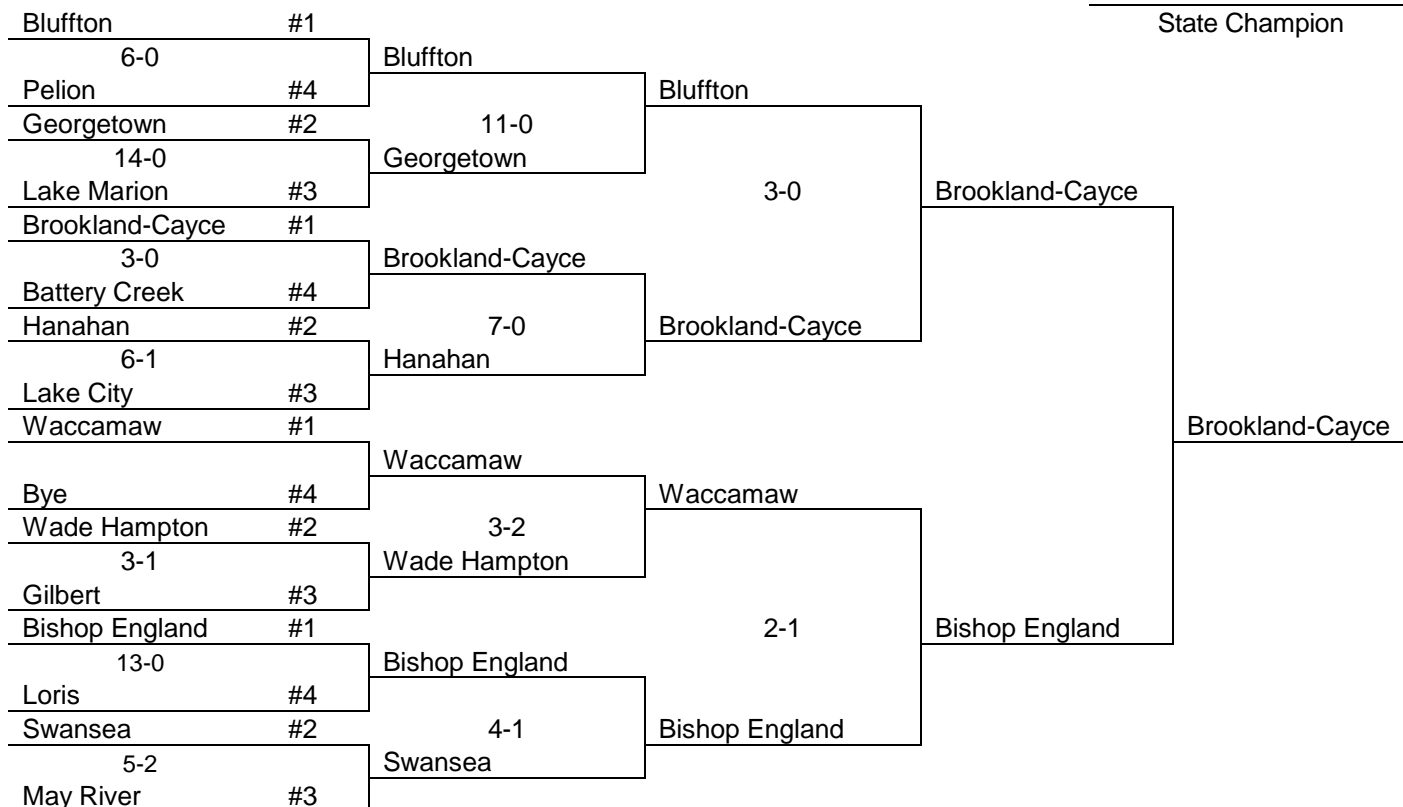 Bluffton #1 State Champion
6-0 Bluffton
Pelion #4 Bluffton
Georgetown #2 11-0
14-0 Georgetown
Lake Marion #3 3-0 Brookland-Cayce
Brookland-Cayce #1
3-0 Brookland-Cayce
Battery Creek #4
Hanahan #2 7-0 Brookland-Cayce
6-1 Hanahan
Lake City #3
Waccamaw #1 Brookland-Cayce
Waccamaw
Bye #4 Waccamaw
Wade Hampton #2 3-2
3-1 Wade Hampton
Gilbert #3
Bishop England #1 2-1 Bishop England
13-0 Bishop England
Loris #4
Swansea #2 4-1 Bishop England
5-2 Swansea
May River #3